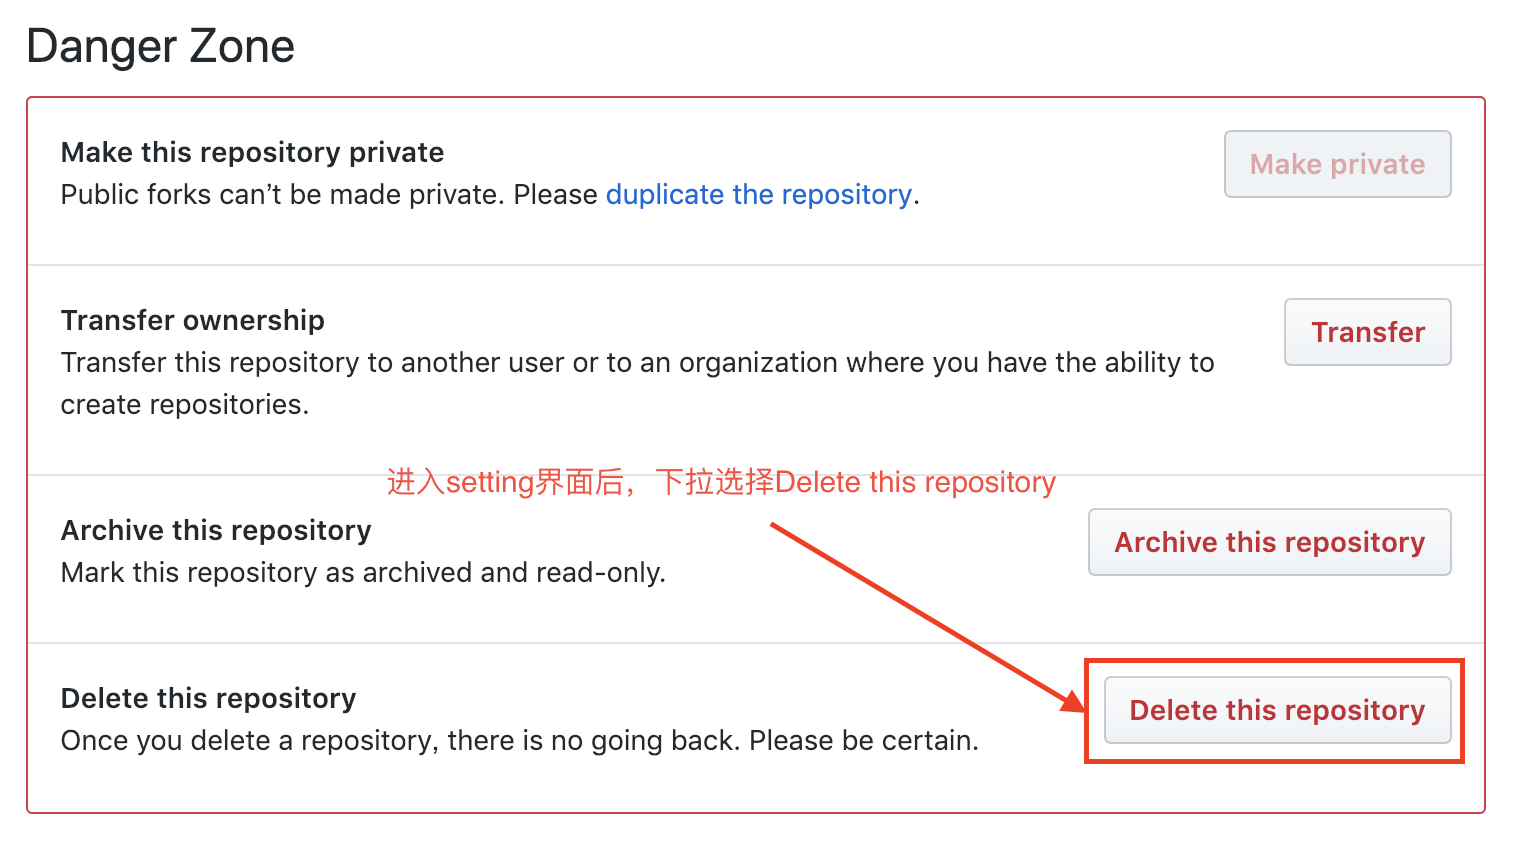 Danger Zone
Make this repository private
Public forks can’t be made private. Please duplicate the repository.
Make private
Transfer ownership
Transfer this repository to another user or to an organization where you have the ability to
create repositories.
Transfer
进入setting界面后，下拉选择Delete this repository
Archive this repository
Mark this repository as archived and read-only.
Archive this repository
Delete this repository
Once you delete a repository, there is no going back. Please be certain.
Delete this repository